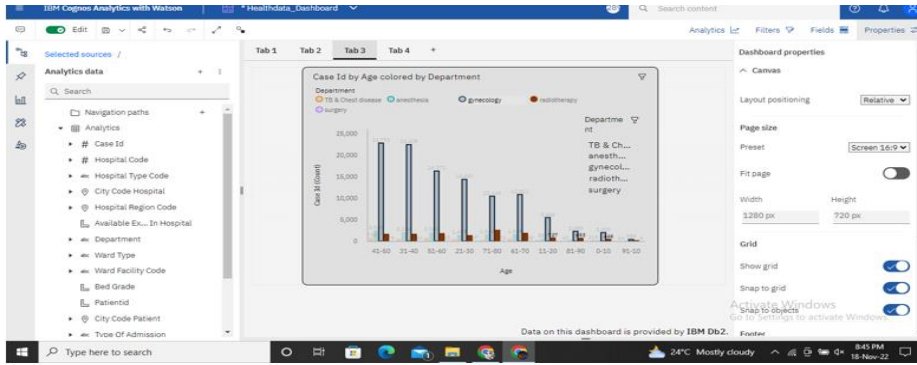 IBM Cognos Analytics with Watson
* Healthdata_Dashboard
Search content
Edit
Analytics
Filters
Fields
Properties
Selected sources /
Analytics data
Search
Navigation paths
Analytics
# Case Id
# Hospital Code
abc Hospital Type Code
City Code Hospital
Hospital Region Code
Available Ex... In Hospital
abc Department
abc Ward Type
abc Ward Facility Code
Bed Grade
Patientid
City Code Patient
abc Type Of Admission
Tab 1
Tab 2
Tab 3
Tab 4
+
Case Id by Age colored by Department
Department
TB & Chest disease
anesthesia
gynecology
radiotherapy
surgery
Departme
nt
TB & Ch...
anesth...
gynecol...
radioth...
surgery
Case Id (Count)
25,000
20,000
15,000
10,000
5,000
0
41-50
31-40
51-60
21-30
71-80
61-70
11-20
81-90
0-10
91-10
Age
Data on this dashboard is provided by IBM Db2.
Dashboard properties
Canvas
Layout positioning
Relative
Page size
Preset
Screen 16:9
Fit page
Width
Height
1280 px
720 px
Grid
Show grid
Snap to grid
Snap to objects
Footer
Activate Windows
Go to Settings to activate Windows.
Type here to search
24°C Mostly cloudy
8:45 PM
18-Nov-22